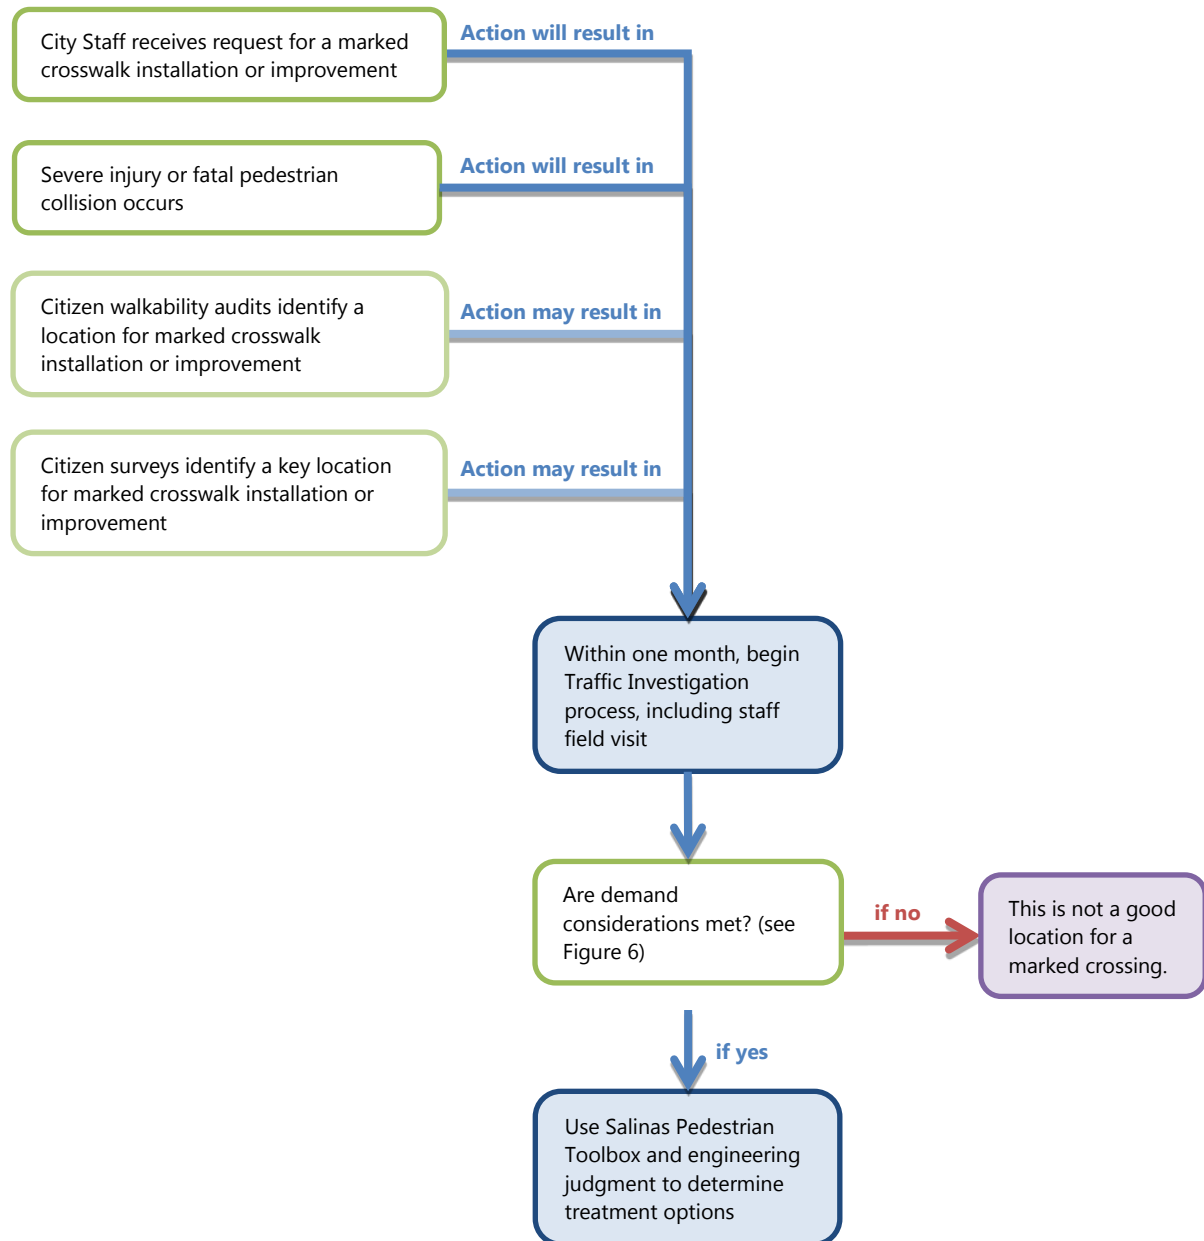 City Staff receives request for a marked
crosswalk installation or improvement
Action will result in
Severe injury or fatal pedestrian
collision occurs
Action will result in
Citizen walkability audits identify a
location for marked crosswalk
installation or improvement
Action may result in
Citizen surveys identify a key location
for marked crosswalk installation or
improvement
Action may result in
Within one month, begin
Traffic Investigation
process, including staff
field visit
Are demand
considerations met? (see
Figure 6)
if no
This is not a good
location for a
marked crossing.
if yes
Use Salinas Pedestrian
Toolbox and engineering
judgment to determine
treatment options